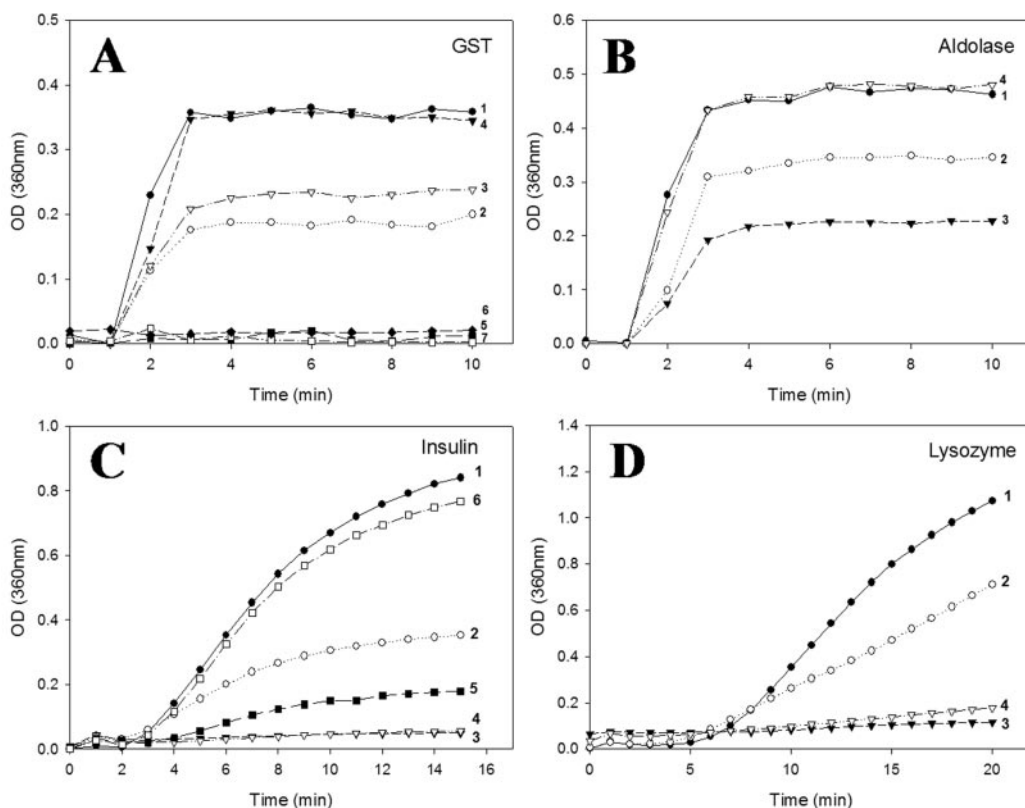 A
GST
OD (360nm)
0.5
0.4
0.3
0.2
0.1
0.0
1
4
3
2
6
5
7
0 2 4 6 8 10
Time (min)
B
Aldolase
OD (360nm)
0.6
0.5
0.4
0.3
0.2
0.1
0.0
4
1
2
3
0 2 4 6 8 10
Time (min)
C
Insulin
OD (360nm)
1.0
0.8
0.6
0.4
0.2
0.0
1
6
2
5
4
3
0 2 4 6 8 10 12 14 16
Time (min)
D
Lysozyme
OD (360nm)
1.4
1.2
1.0
0.8
0.6
0.4
0.2
0.0
1
2
4
3
0 5 10 15 20
Time (min)